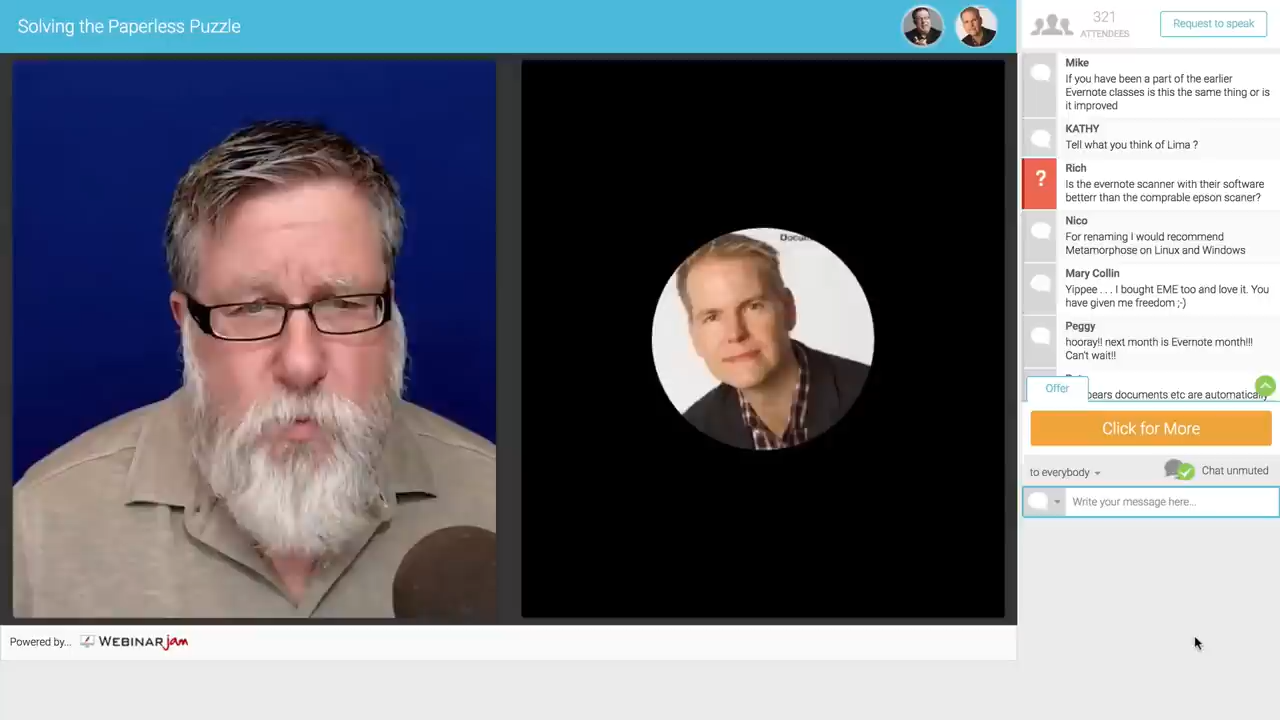 Solving the Paperless Puzzle
321
ATTENDEES
Request to speak
Mike
If you have been a part of the earlier
Evernote classes is this the same thing or is
it improved
KATHY
Tell what you think of Lima ?
Rich
?
Is the evernote scanner with their software
betterr than the comprable epson scaner?
Nico
For renaming I would recommend
Metamorphose on Linux and Windows
Mary Collin
Yippee . . . I bought EME too and love it. You
have given me freedom ;-)
Peggy
hooray!! next month is Evernote month!!!
Can't wait!!
documents etc are automatically
Offer
Click for More
to everybody
Chat unmuted
Write your message here...
Powered by...
WEBINARjam